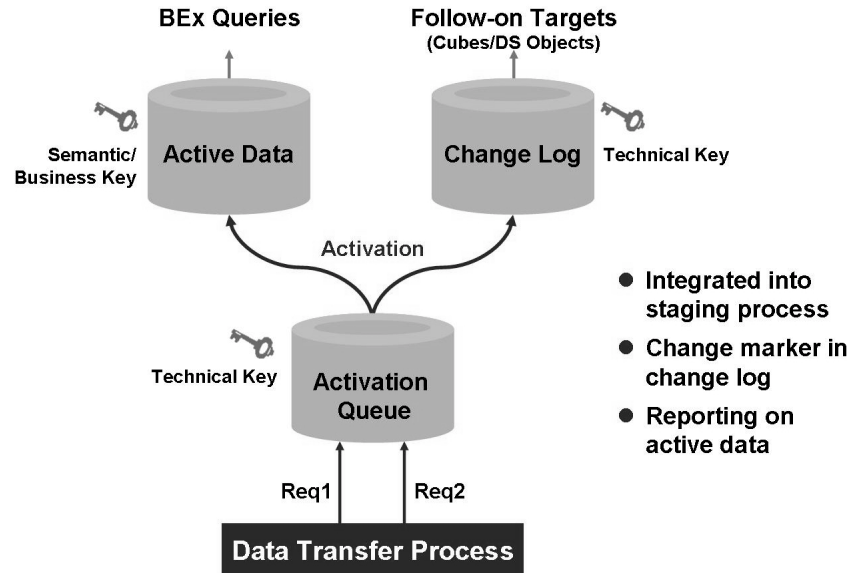 BEx Queries
Follow-on Targets
(Cubes/DS Objects)
Semantic/
Business Key
Active Data
Change Log
Technical Key
Activation
Technical Key
Activation
Queue
Req1
Req2
Data Transfer Process
● Integrated into
staging process
● Change marker in
change log
● Reporting on
active data